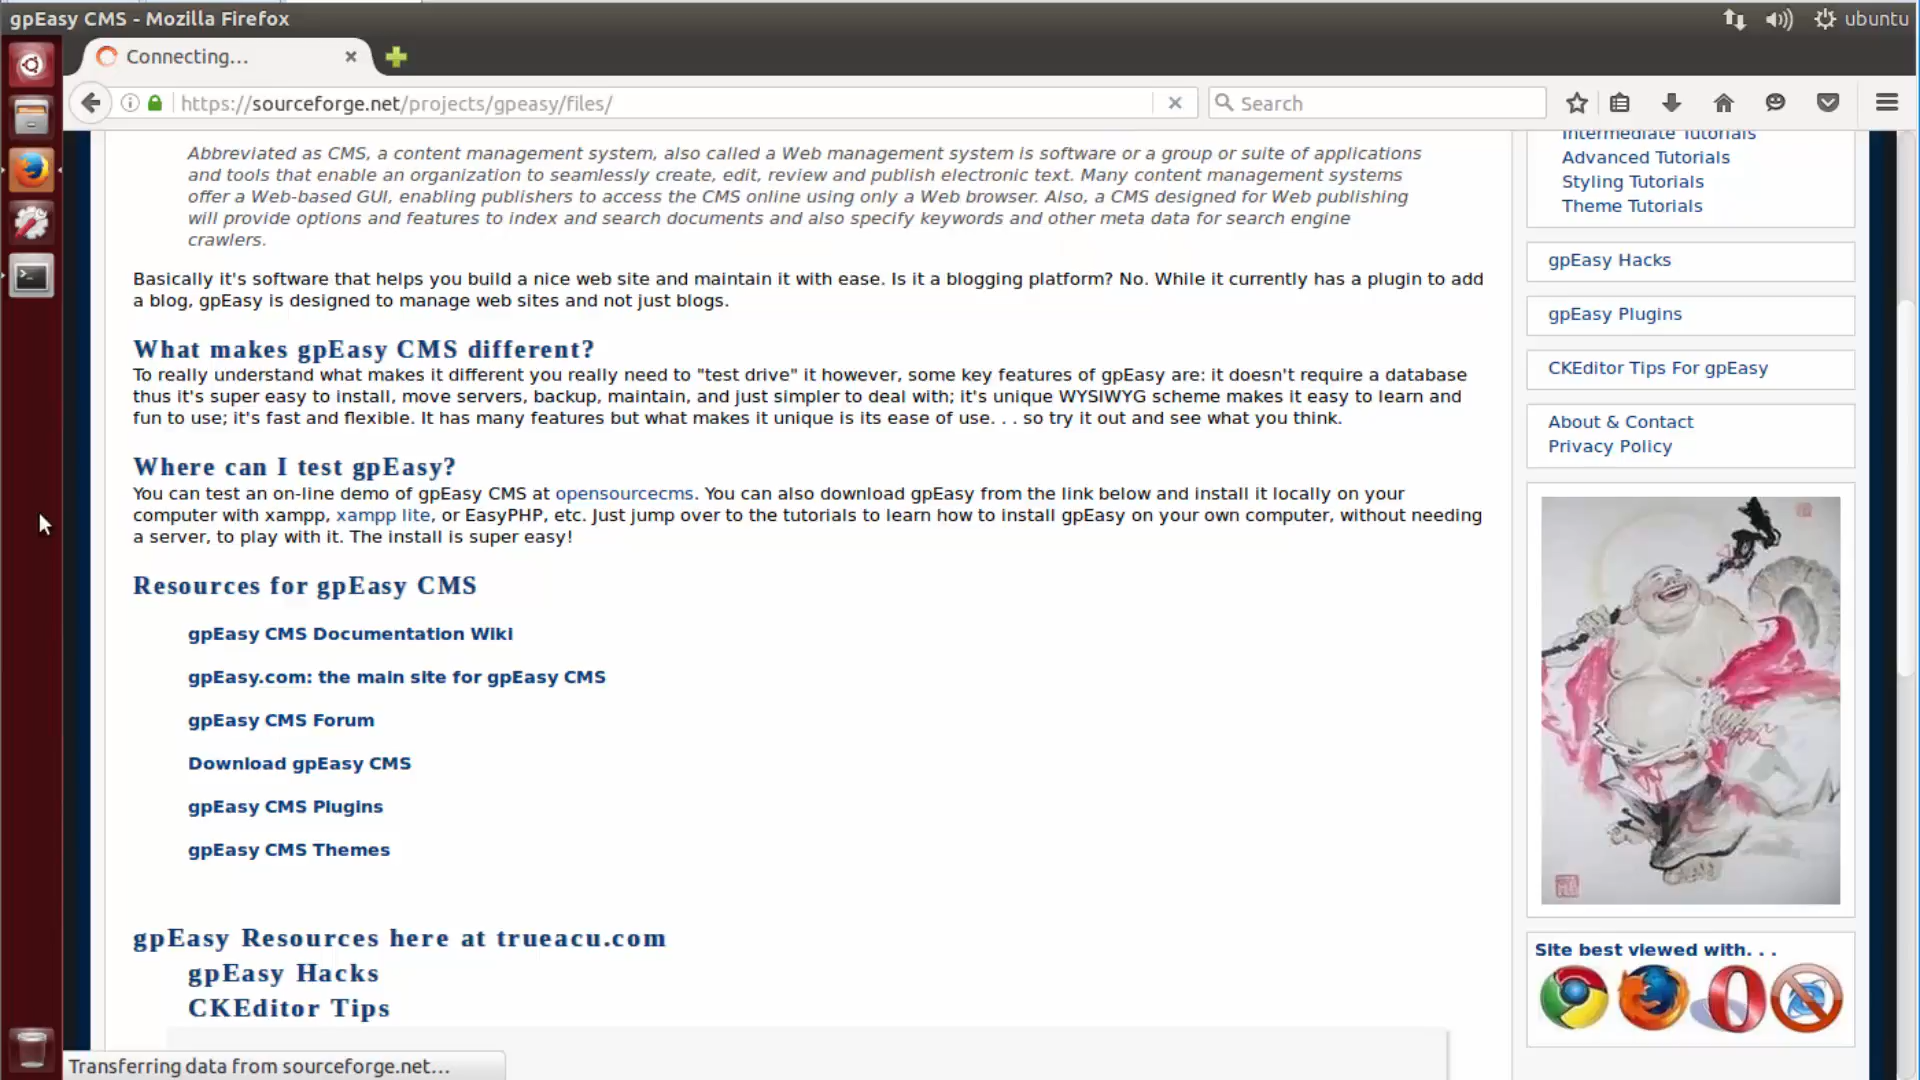 gpEasy CMS - Mozilla Firefox
ubuntu
Connecting...
https://sourceforge.net/projects/gpeasy/files/
Search
Abbreviated as CMS, a content management system, also called a Web management system is software or a group or suite of applications
and tools that enable an organization to seamlessly create, edit, review and publish electronic text. Many content management systems
offer a Web-based GUI, enabling publishers to access the CMS online using only a Web browser. Also, a CMS designed for Web publishing
will provide options and features to index and search documents and also specify keywords and other meta data for search engine
crawlers.
Basically it's software that helps you build a nice web site and maintain it with ease. Is it a blogging platform? No. While it currently has a plugin to add
a blog, gpEasy is designed to manage web sites and not just blogs.
What makes gpEasy CMS different?
To really understand what makes it different you really need to "test drive" it however, some key features of gpEasy are: it doesn't require a database
thus it's super easy to install, move servers, backup, maintain, and just simpler to deal with; it's unique WYSIWYG scheme makes it easy to learn and
fun to use; it's fast and flexible. It has many features but what makes it unique is its ease of use. . . so try it out and see what you think.
Where can I test gpEasy?
You can test an on-line demo of gpEasy CMS at opensourcecms. You can also download gpEasy from the link below and install it locally on your
computer with xampp, xampp lite, or EasyPHP, etc. Just jump over to the tutorials to learn how to install gpEasy on your own computer, without needing
a server, to play with it. The install is super easy!
Resources for gpEasy CMS
gpEasy CMS Documentation Wiki
gpEasy.com: the main site for gpEasy CMS
gpEasy CMS Forum
Download gpEasy CMS
gpEasy CMS Plugins
gpEasy CMS Themes
gpEasy Resources here at trueacu.com
gpEasy Hacks
CKEditor Tips
Intermediate Tutorials
Advanced Tutorials
Styling Tutorials
Theme Tutorials
gpEasy Hacks
gpEasy Plugins
CKEditor Tips For gpEasy
About & Contact
Privacy Policy
Site best viewed with. . .
Transferring data from sourceforge.net...